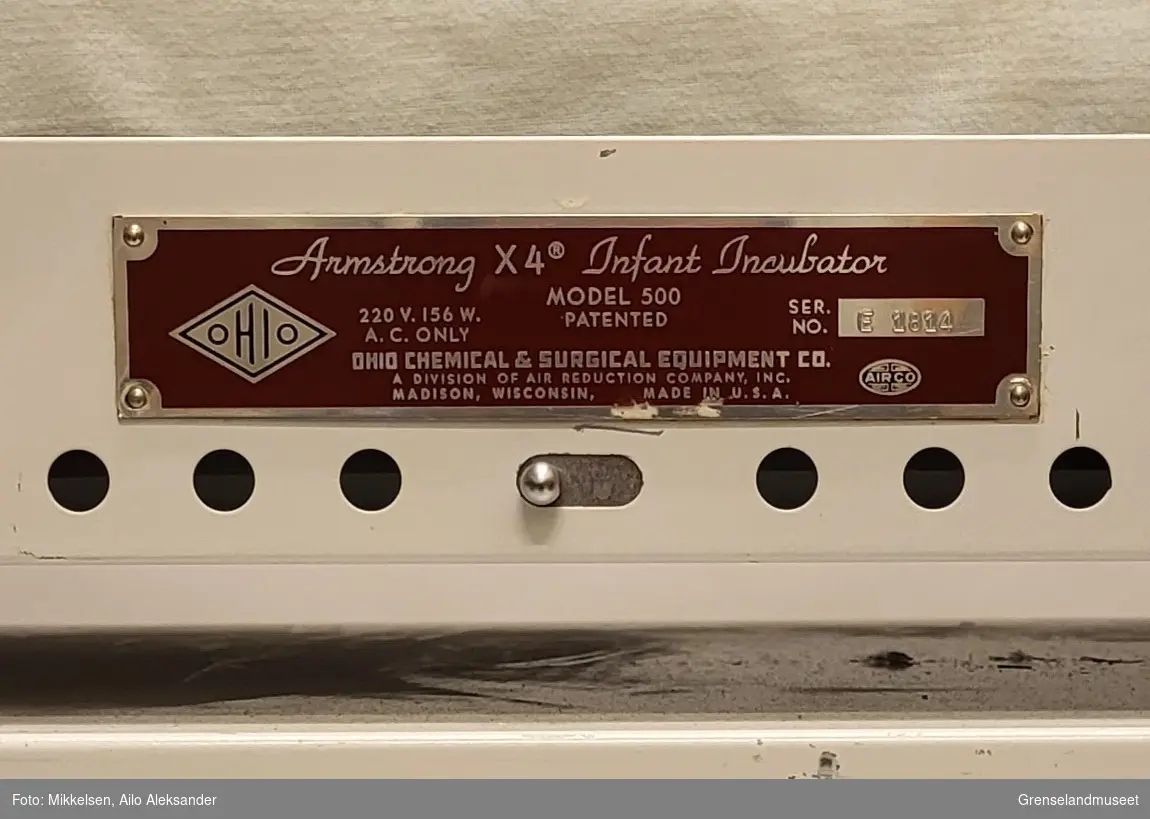 Armstrong X4® Infant Incubator
MODEL 500
PATENTED
OHIO
220 V. 156 W.
A.C. ONLY
SER.
NO.
E 1814
OHIO CHEMICAL & SURGICAL EQUIPMENT CO.
A DIVISION OF AIR REDUCTION COMPANY, INC.
MADISON, WISCONSIN, MADE IN U.S.A.
AIRCO
Foto: Mikkelsen, Ailo Aleksander
Grenselandmuseet